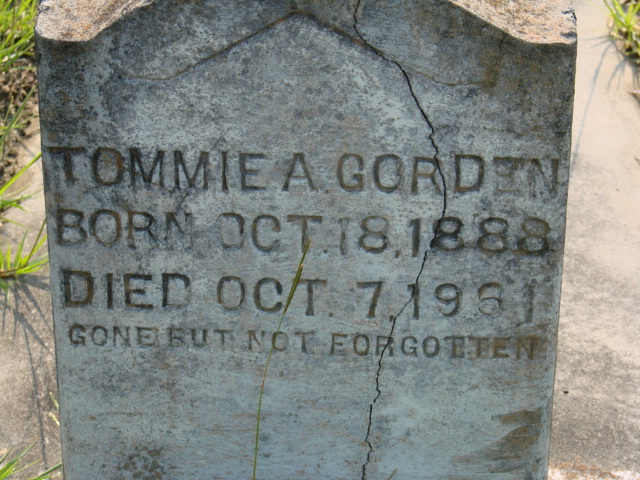 TOMMIE A. GORDEN
BORN OCT. 18, 1888
DIED OCT. 7, 1961
GONE BUT NOT FORGOTTEN